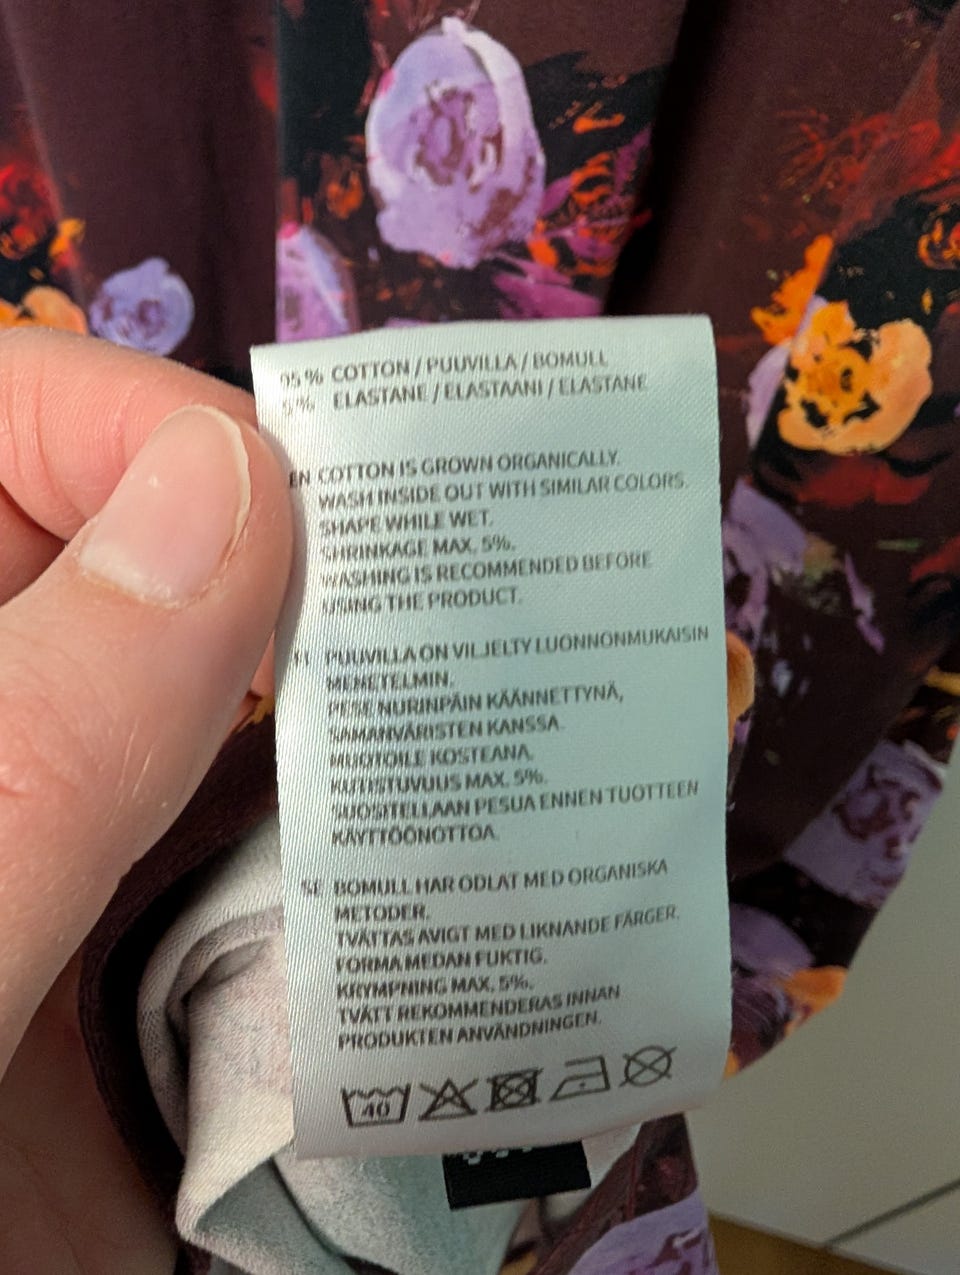 95 % COTTON / PUUVILLA / BOMULL
5 % ELASTANE / ELASTAANI / ELASTANE
EN COTTON IS GROWN ORGANICALLY.
WASH INSIDE OUT WITH SIMILAR COLORS.
SHAPE WHILE WET.
SHRINKAGE MAX. 5%.
WASHING IS RECOMMENDED BEFORE
USING THE PRODUCT.
FI PUUVILLA ON VILJELTY LUONNONMUKAISIN
MENETELMIN.
PESE NURINPÄIN KÄÄNNETTYNÄ,
SAMANVÄRISTEN KANSSA.
MUOTOILE KOSTEANA.
KUTISTUVUUS MAX. 5%.
SUOSITELLAAN PESUA ENNEN TUOTTEEN
KÄYTTÖÖNOTTOA.
SE BOMULL HAR ODLAT MED ORGANISKA
METODER.
TVÄTTAS AVIGT MED LIKNANDE FÄRGER.
FORMA MEDAN FUKTIG.
KRYMPNING MAX. 5%.
TVÄTT REKOMMENDERAS INNAN
PRODUKTEN ANVÄNDNINGEN.
40